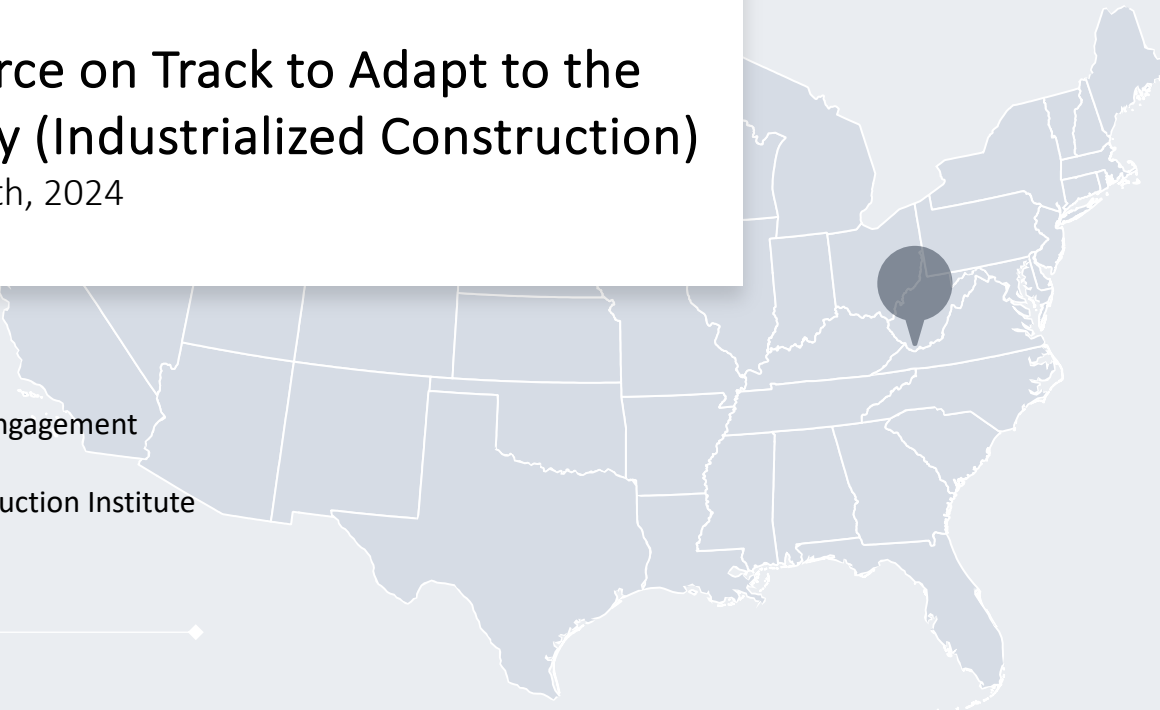 rce on Track to Adapt to the
y (Industrialized Construction)
th, 2024
ngagement
uction Institute